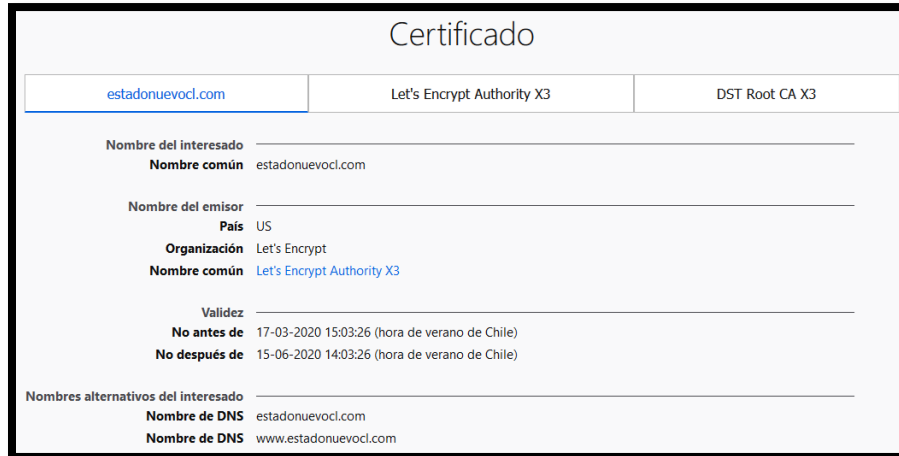 Certificado
estadonuevocl.com
Let's Encrypt Authority X3
DST Root CA X3
Nombre del interesado
Nombre común estadonuevocl.com
Nombre del emisor
País US
Organización Let's Encrypt
Nombre común Let's Encrypt Authority X3
Validez
No antes de 17-03-2020 15:03:26 (hora de verano de Chile)
No después de 15-06-2020 14:03:26 (hora de verano de Chile)
Nombres alternativos del interesado
Nombre de DNS estadonuevocl.com
Nombre de DNS www.estadonuevocl.com